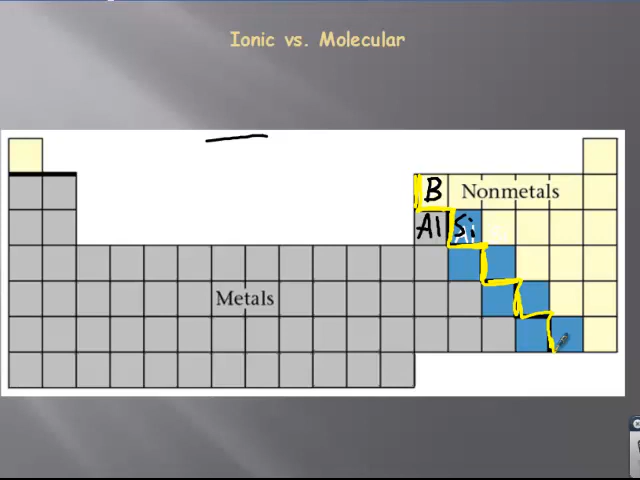 Ionic vs. Molecular
B
Nonmetals
Al
Si
Metals